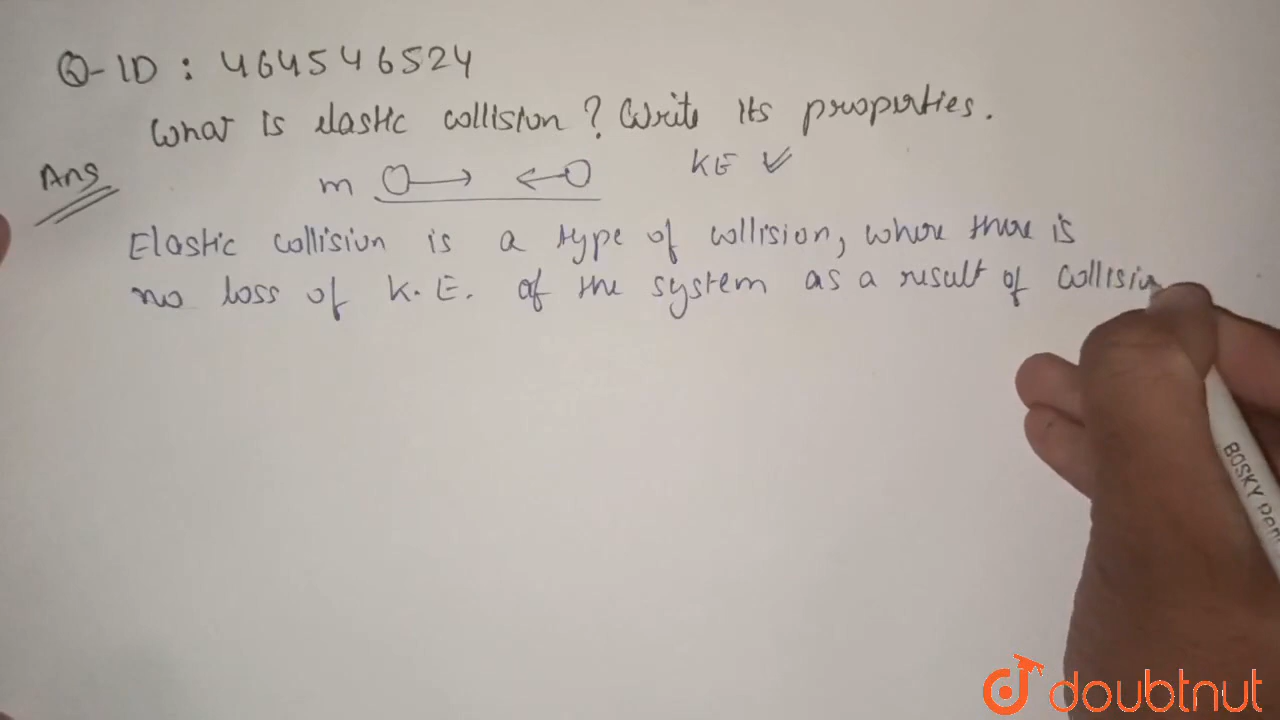 Q-ID : 464546524
What is elastic collision ? Write its properties.
Ans
m
KE
Elastic collision is a type of collision, where there is
no loss of K.E. of the system as a result of collision
BOSKY
doubtnut